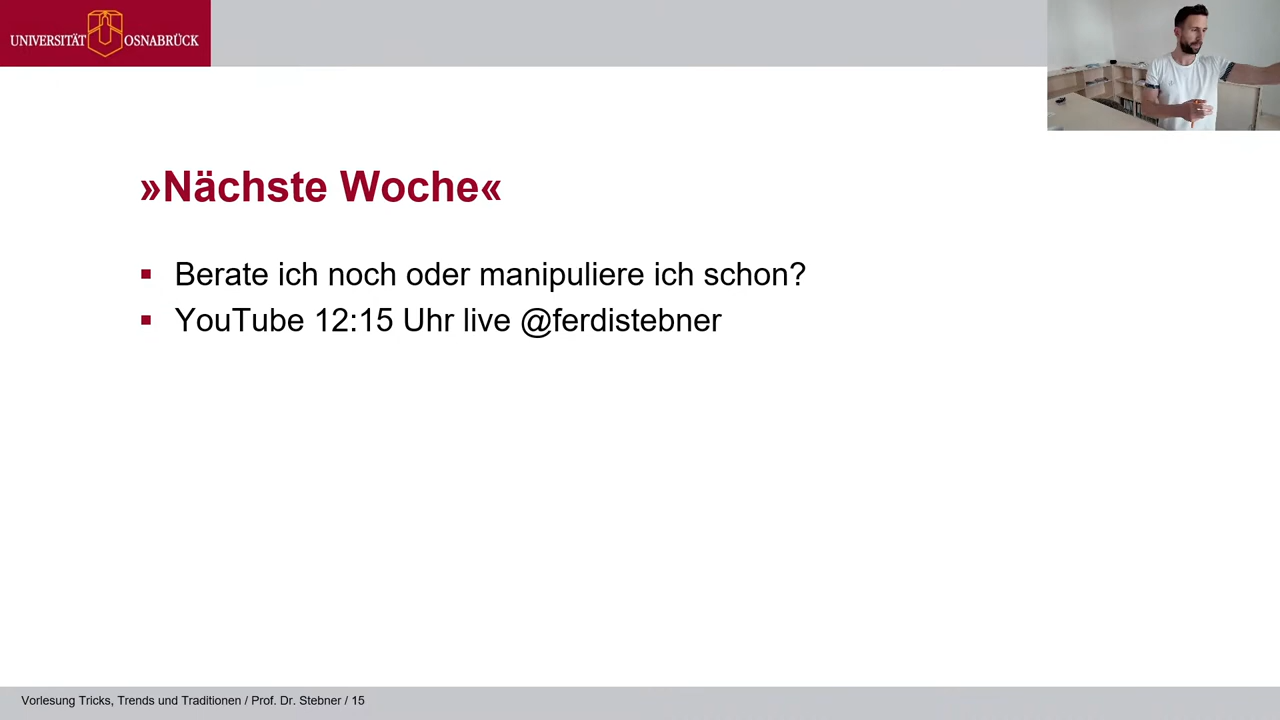 UNIVERSITÄT OSNABRÜCK
»Nächste Woche«
▪ Berate ich noch oder manipuliere ich schon?
▪ YouTube 12:15 Uhr live @ferdistebner
Vorlesung Tricks, Trends und Traditionen / Prof. Dr. Stebner / 15